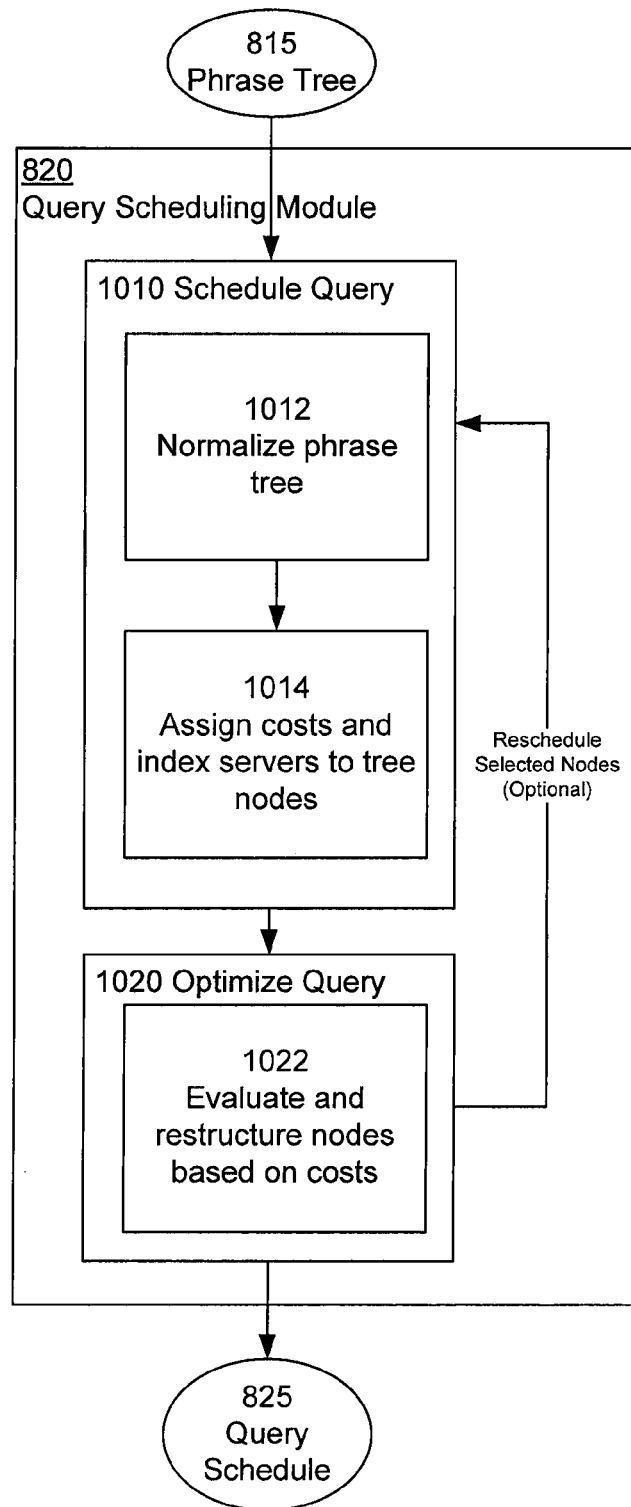 815
Phrase Tree
820
Query Scheduling Module
1010 Schedule Query
1012
Normalize phrase
tree
1014
Assign costs and
index servers to tree
nodes
Reschedule
Selected Nodes
(Optional)
1020 Optimize Query
1022
Evaluate and
restructure nodes
based on costs
825
Query
Schedule